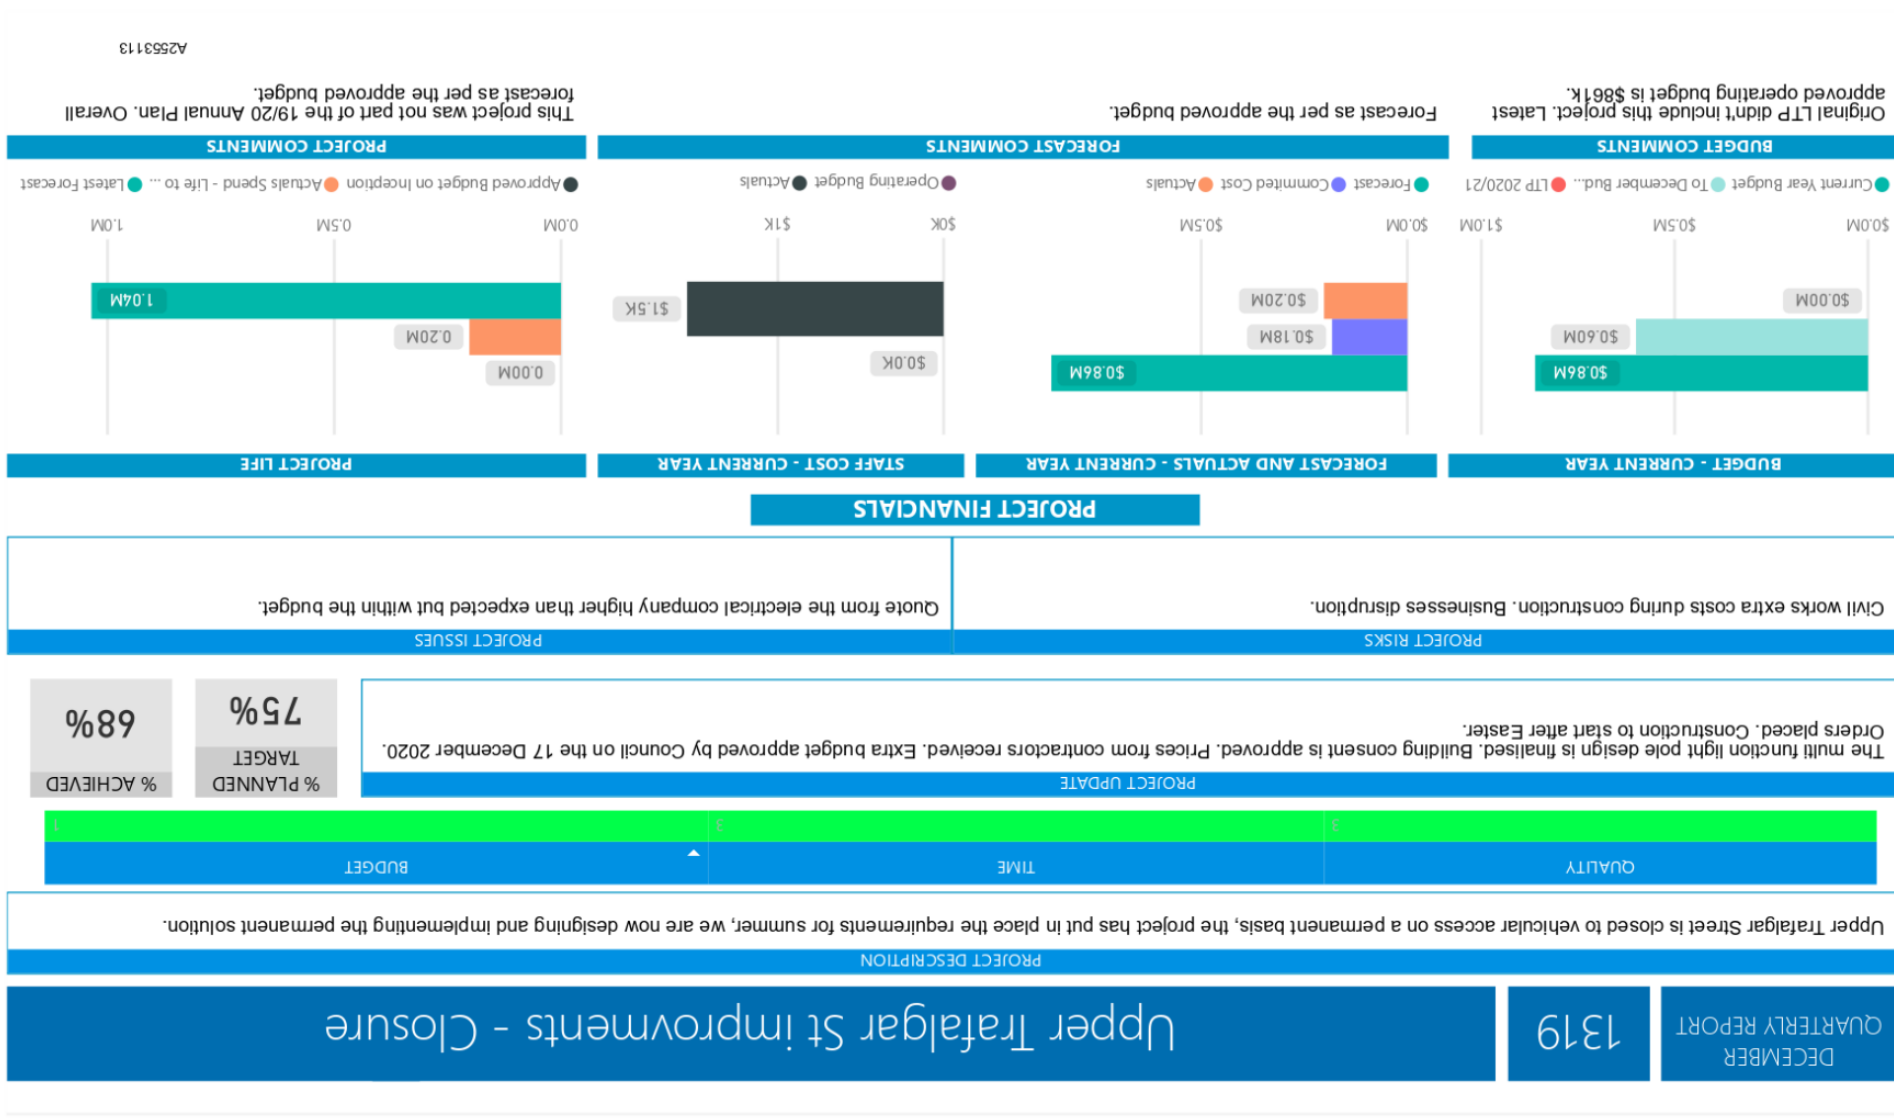 DECEMBER
QUARTERLY REPORT
1319
Upper Trafalgar St improvments - Closure
PROJECT DESCRIPTION
Upper Trafalgar Street is closed to vehicular access on a permanent basis, the project has put in place the requirements for summer, we are now designing and implementing the permanent solution.
QUALITY
TIME
BUDGET
3
3
1
PROJECT UPDATE
The multi function light pole design is finalised. Building consent is approved. Prices from contractors received. Extra budget approved by Council on the 17 December 2020.
Orders placed. Construction to start after Easter.
% PLANNED
TARGET
75%
% ACHIEVED
68%
PROJECT RISKS
Civil works extra costs during construction. Businesses disruption.
PROJECT ISSUES
Quote from the electrical company higher than expected but within the budget.
PROJECT FINANCIALS
BUDGET - CURRENT YEAR
$0.86M
$0.60M
$0.00M
$0.0M $0.5M $1.0M
Current Year Budget To December Bud... LTP 2020/21
FORECAST AND ACTUALS - CURRENT YEAR
$0.86M
$0.18M
$0.20M
$0.0M $0.5M
Forecast Commited Cost Actuals
STAFF COST - CURRENT YEAR
$0.0K
$1.5K
$0K $1K
Operating Budget Actuals
PROJECT LIFE
0.00M
0.20M
1.04M
0.0M 0.5M 1.0M
Approved Budget on Inception Actuals Spend - Life to ... Latest Forecast
BUDGET COMMENTS
Original LTP didn't include this project. Latest
approved operating budget is $861k.
FORECAST COMMENTS
Forecast as per the approved budget.
PROJECT COMMENTS
This project was not part of the 19/20 Annual Plan. Overall
forecast as per the approved budget.
A2553113